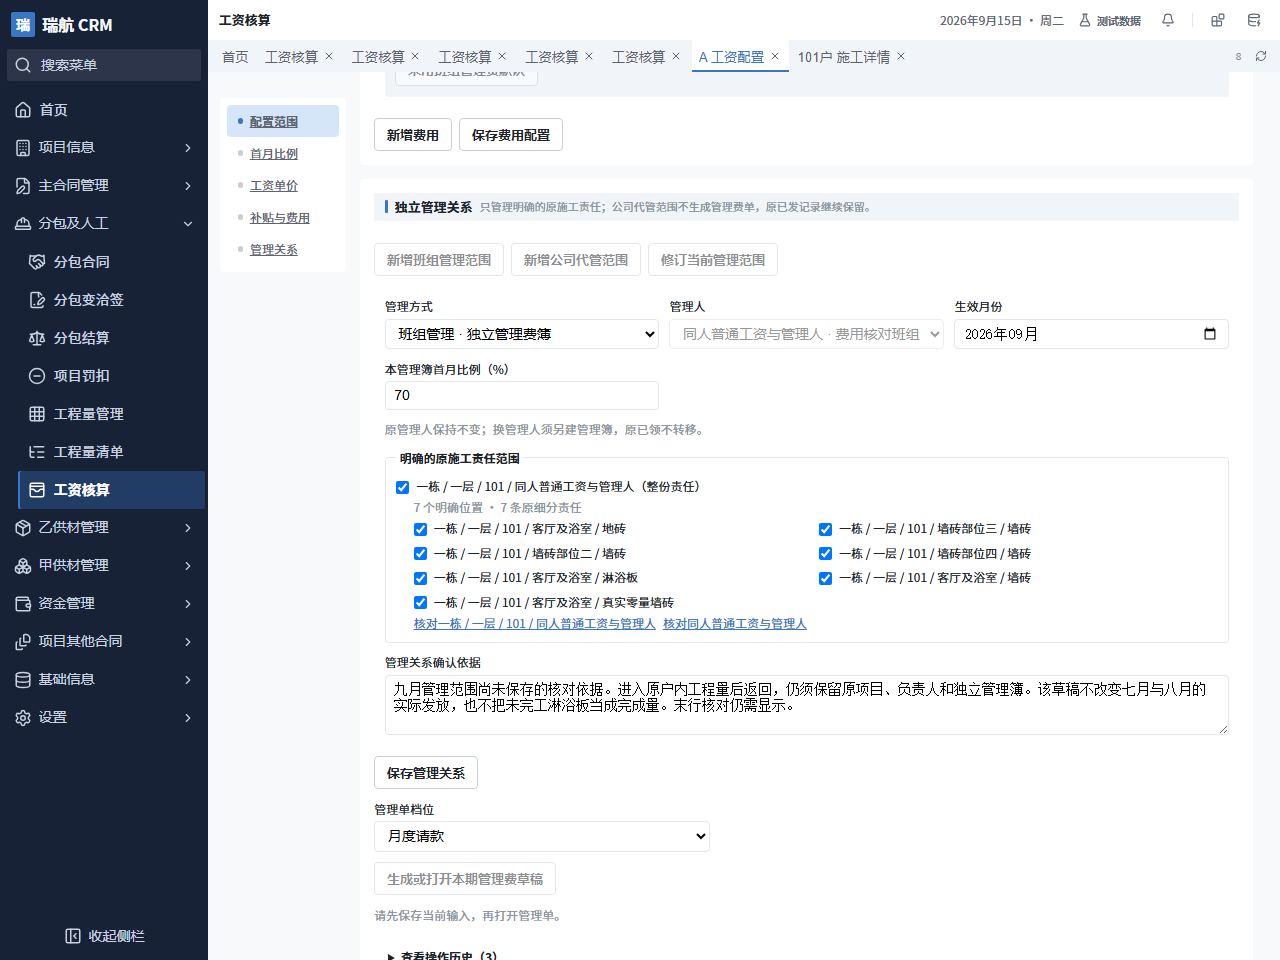 瑞 瑞航 CRM
搜索菜单
首页
项目信息
主合同管理
分包及人工
分包合同
分包变洽签
分包结算
项目罚扣
工程量管理
工程量清单
工资核算
乙供材管理
甲供材管理
资金管理
项目其他合同
基础信息
设置
收起侧栏
工资核算
2026年9月15日 · 周二 测试数据
首页 工资核算 × 工资核算 × 工资核算 × 工资核算 × 工资核算 × A 工资配置 × 101户 施工详情 × 8
配置范围
首月比例
工资单价
补贴与费用
管理关系
新增费用 保存费用配置
独立管理关系 只管理明确的原施工责任；公司代管范围不生成管理费单，原已发记录继续保留。
新增班组管理范围 新增公司代管范围 修订当前管理范围
管理方式 管理人 生效月份
班组管理 · 独立管理费簿 同人普通工资与管理人 · 费用核对班组 2026年09月
本管理簿首月比例（%）
70
原管理人保持不变；换管理人须另建管理簿，原已领不转移。
明确的原施工责任范围
一栋 / 一层 / 101 / 同人普通工资与管理人（整份责任）
7 个明确位置 · 7 条原细分责任
一栋 / 一层 / 101 / 客厅及浴室 / 地砖 一栋 / 一层 / 101 / 墙砖部位三 / 墙砖
一栋 / 一层 / 101 / 墙砖部位二 / 墙砖 一栋 / 一层 / 101 / 墙砖部位四 / 墙砖
一栋 / 一层 / 101 / 客厅及浴室 / 淋浴板 一栋 / 一层 / 101 / 客厅及浴室 / 墙砖
一栋 / 一层 / 101 / 客厅及浴室 / 真实零量墙砖
核对一栋 / 一层 / 101 / 同人普通工资与管理人 核对同人普通工资与管理人
管理关系确认依据
九月管理范围尚未保存的核对依据。进入原户内工程量后返回，仍须保留原项目、负责人和独立管理簿。该草稿不改变七月与八月的
实际发放，也不把未完工淋浴板当成完成量。末行核对仍需显示。
保存管理关系
管理单档位
月度请款
生成或打开本期管理费草稿
请先保存当前输入，再打开管理单。
查看操作历史（3）